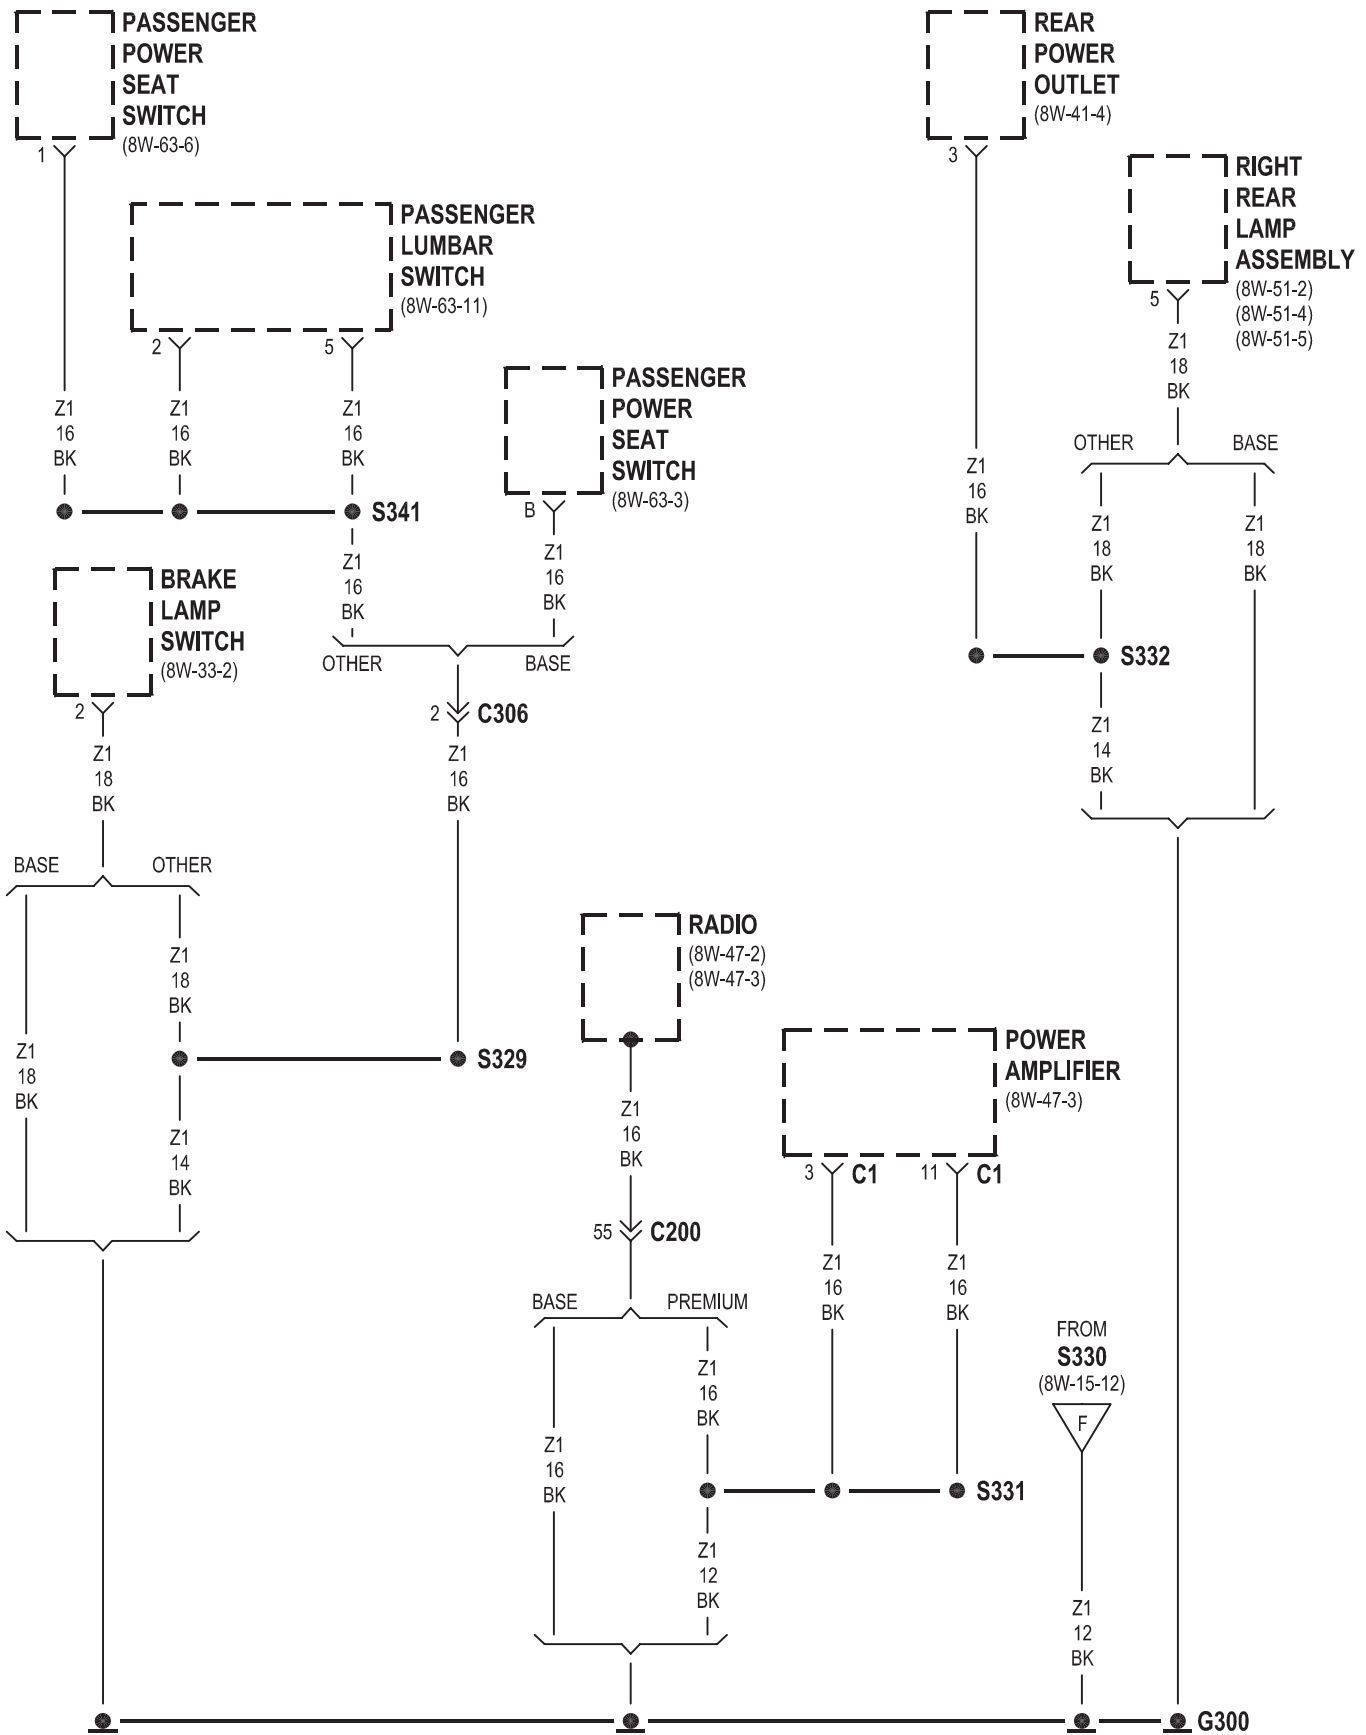 PASSENGER
POWER
SEAT
SWITCH
(8W-63-6)
1
REAR
POWER
OUTLET
(8W-41-4)
3
RIGHT
REAR
LAMP
ASSEMBLY
(8W-51-2)
(8W-51-4)
(8W-51-5)
5
PASSENGER
LUMBAR
SWITCH
(8W-63-11)
2
5
Z1
18
BK
PASSENGER
POWER
SEAT
SWITCH
(8W-63-3)
B
Z1
16
BK
Z1
16
BK
Z1
16
BK
S341
OTHER
BASE
Z1
16
BK
Z1
18
BK
Z1
18
BK
Z1
16
BK
Z1
16
BK
OTHER
BASE
S332
BRAKE
LAMP
SWITCH
(8W-33-2)
2
2
C306
Z1
18
BK
Z1
16
BK
Z1
14
BK
BASE
OTHER
Z1
18
BK
Z1
18
BK
S329
Z1
14
BK
RADIO
(8W-47-2)
(8W-47-3)
POWER
AMPLIFIER
(8W-47-3)
Z1
16
BK
3
C1
11
C1
55
C200
Z1
16
BK
Z1
16
BK
BASE
PREMIUM
FROM
S330
(8W-15-12)
F
Z1
16
BK
Z1
16
BK
S331
Z1
12
BK
Z1
12
BK
G300